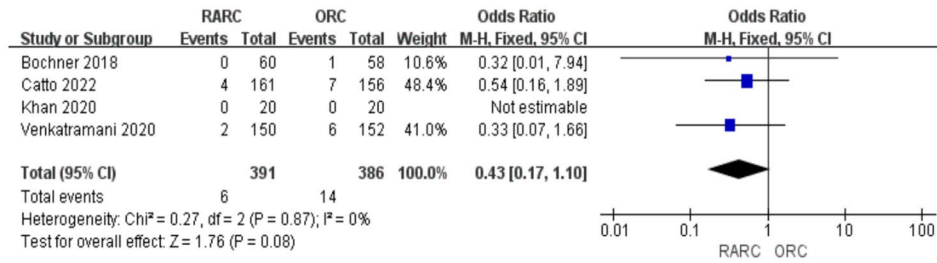 RARC ORC Odds Ratio Odds Ratio
Study or Subgroup Events Total Events Total Weight M-H, Fixed, 95% CI M-H, Fixed, 95% CI
Bochner 2018 0 60 1 58 10.6% 0.32 [0.01, 7.94]
Catto 2022 4 161 7 156 48.4% 0.54 [0.16, 1.89]
Khan 2020 0 20 0 20 Not estimable
Venkatramani 2020 2 150 6 152 41.0% 0.33 [0.07, 1.66]
Total (95% CI) 391 386 100.0% 0.43 [0.17, 1.10]
Total events 6 14
Heterogeneity: Chi² = 0.27, df = 2 (P = 0.87); I² = 0%
Test for overall effect: Z = 1.76 (P = 0.08)
0.01 0.1 1 10 100
RARC ORC